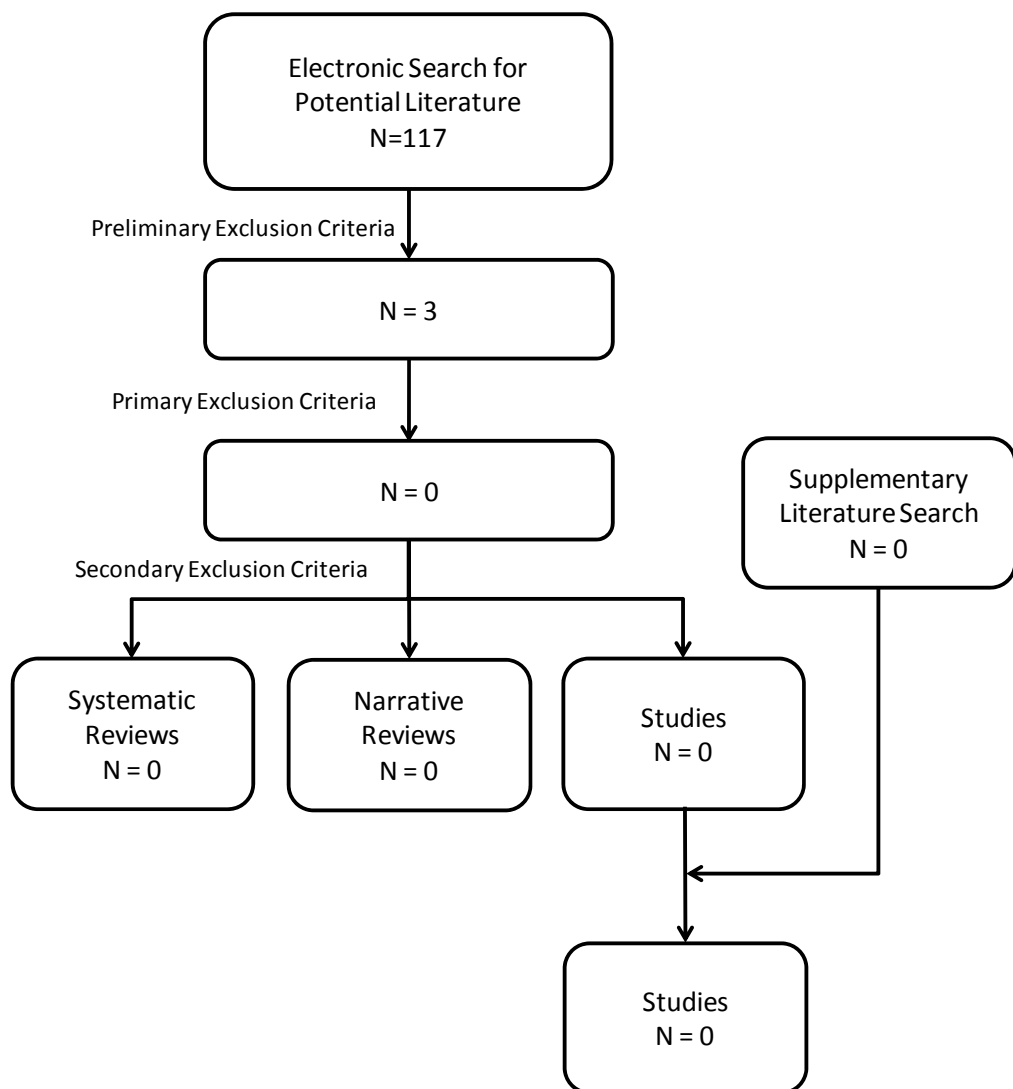 Electronic Search for
Potential Literature
N=117
Preliminary Exclusion Criteria
N = 3
Primary Exclusion Criteria
N = 0
Supplementary
Literature Search
N = 0
Secondary Exclusion Criteria
Systematic
Reviews
N = 0
Narrative
Reviews
N = 0
Studies
N = 0
Studies
N = 0